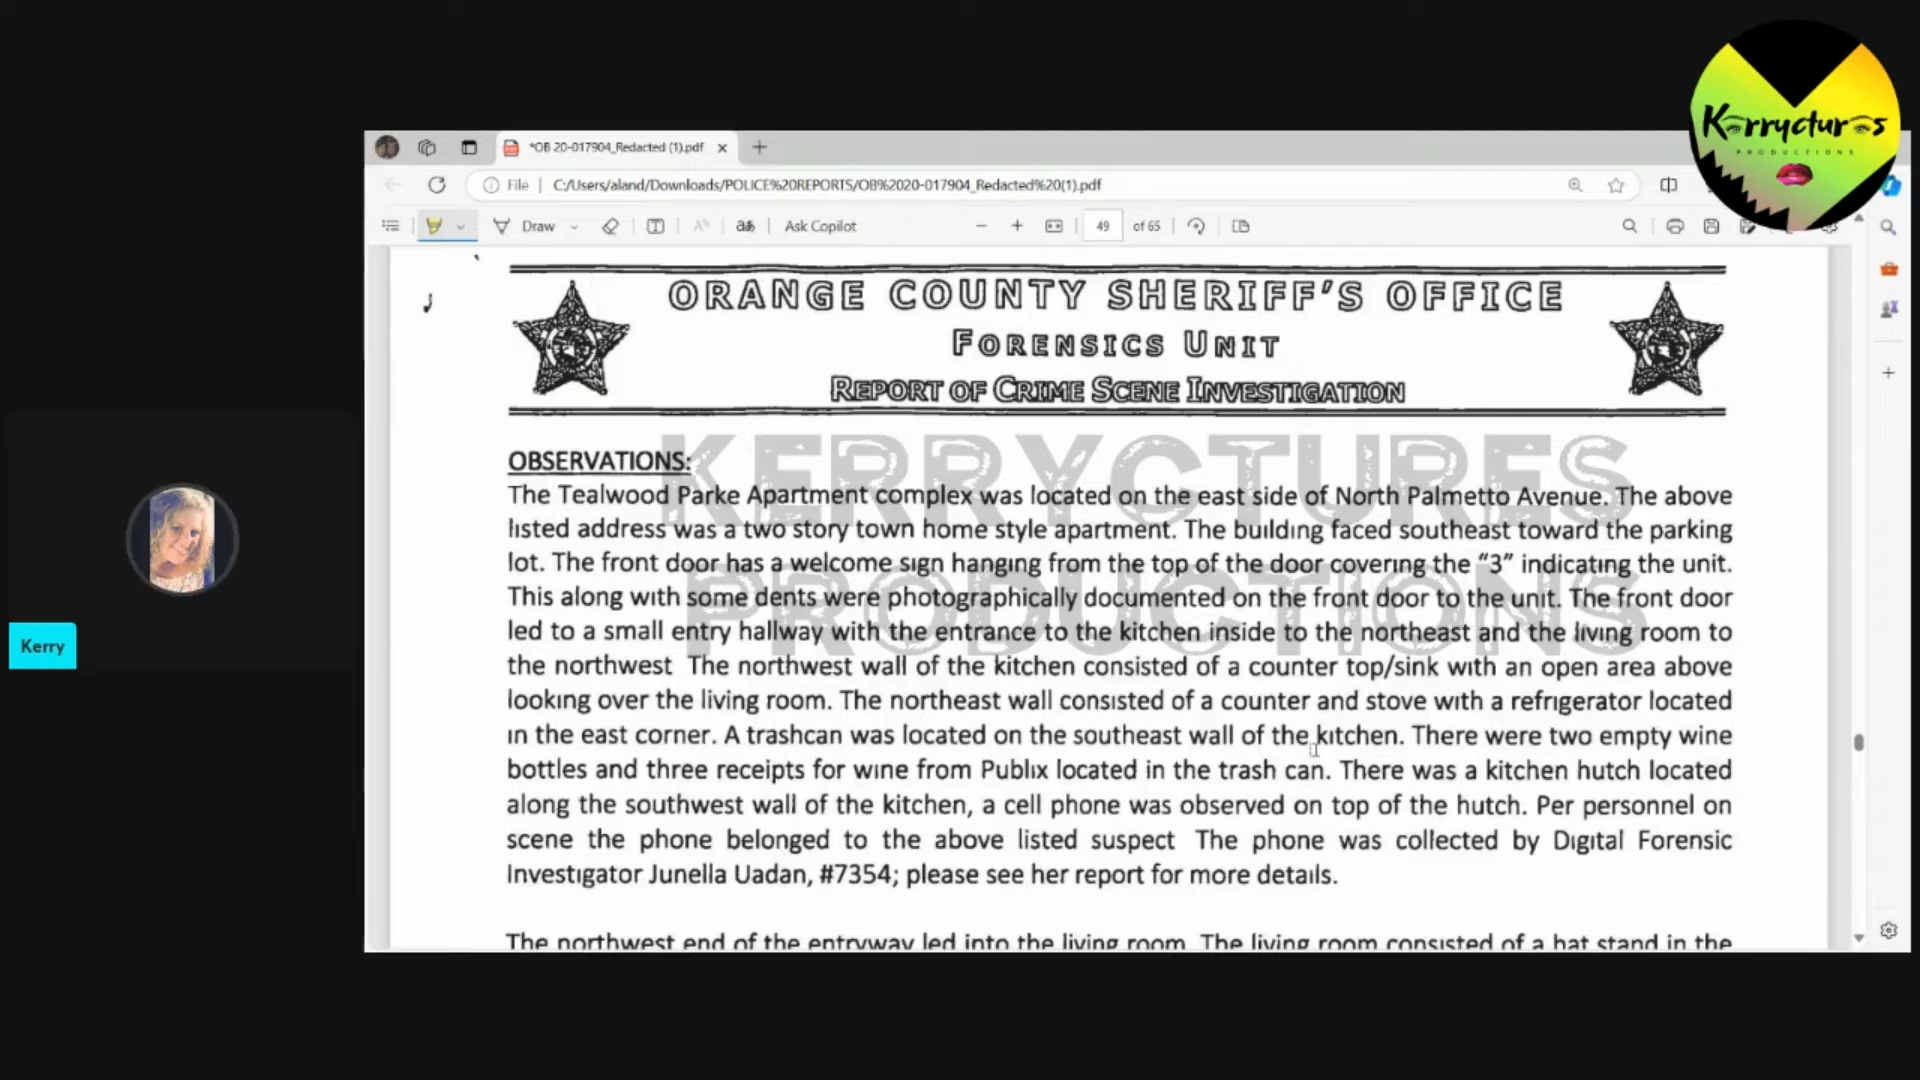 Kerryctures
PRODUCTIONS
*OB 20-017904_Redacted (1).pdf
File
C:/Users/aland/Downloads/POLICE%20REPORTS/OB%2020-017904_Redacted%20(1).pdf
Draw
Ask Copilot
49 of 65
ORANGE COUNTY SHERIFF'S OFFICE
FORENSICS UNIT
REPORT OF CRIME SCENE INVESTIGATION
KERRYCTURES
PRODUCTIONS
OBSERVATIONS:
The Tealwood Parke Apartment complex was located on the east side of North Palmetto Avenue. The above
listed address was a two story town home style apartment. The building faced southeast toward the parking
lot. The front door has a welcome sign hanging from the top of the door covering the “3” indicating the unit.
This along with some dents were photographically documented on the front door to the unit. The front door
led to a small entry hallway with the entrance to the kitchen inside to the northeast and the living room to
the northwest The northwest wall of the kitchen consisted of a counter top/sink with an open area above
looking over the living room. The northeast wall consisted of a counter and stove with a refrigerator located
in the east corner. A trashcan was located on the southeast wall of the kitchen. There were two empty wine
bottles and three receipts for wine from Publix located in the trash can. There was a kitchen hutch located
along the southwest wall of the kitchen, a cell phone was observed on top of the hutch. Per personnel on
scene the phone belonged to the above listed suspect The phone was collected by Digital Forensic
Investigator Junella Uadan, #7354; please see her report for more details.
The northwest end of the entryway led into the living room. The living room consisted of a hat stand in the
Kerry